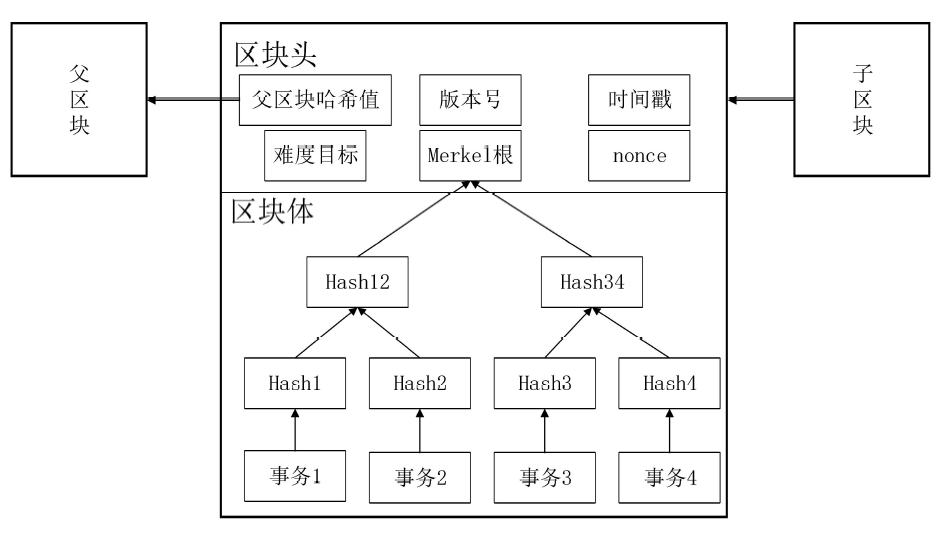 父
区
块
区块头
父区块哈希值 版本号 时间戳
难度目标 Merkel根 nonce
子
区
块
区块体
Hash12 Hash34
Hash1 Hash2 Hash3 Hash4
事务1 事务2 事务3 事务4